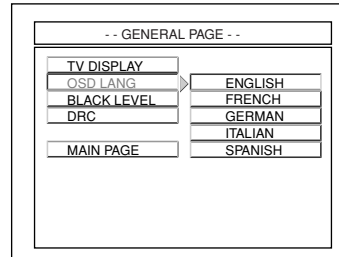 - - GENERAL PAGE - -
TV DISPLAY
OSD LANG
BLACK LEVEL
DRC
MAIN PAGE
ENGLISH
FRENCH
GERMAN
ITALIAN
SPANISH